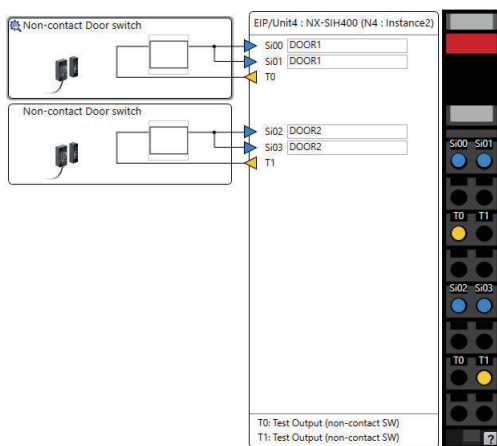 Non-contact Door switch
EIP/Unit4 : NX-SIH400 (N4 : Instance2)
Si00 DOOR1
Si01 DOOR1
T0
Non-contact Door switch
Si02 DOOR2
Si03 DOOR2
T1
T0: Test Output (non-contact SW)
T1: Test Output (non-contact SW)
Si00 Si01
T0 T1
Si02 Si03
T0 T1
?